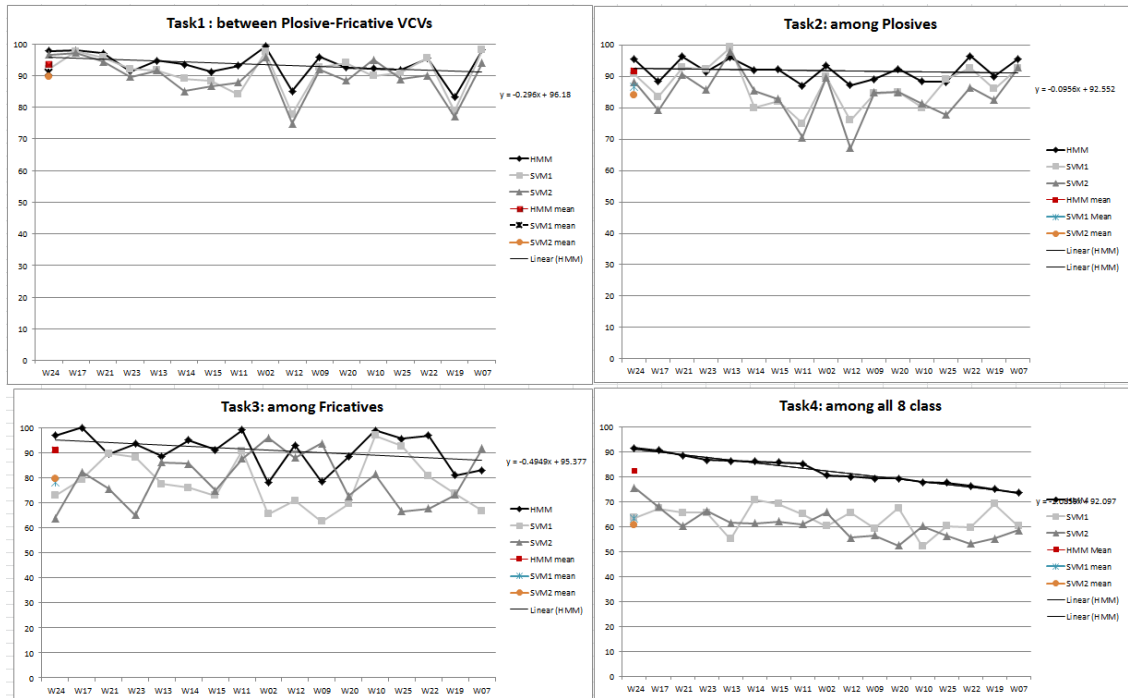 Task1 : between Plosive-Fricative VCVs
100
90
80
70
60
50
40
30
20
10
0
W24 W17 W21 W23 W13 W14 W15 W11 W02 W12 W09 W20 W10 W25 W22 W19 W07
y = -0.296x + 96.18
HMM
SVM1
SVM2
HMM mean
SVM1 mean
SVM2 mean
Linear (HMM)
Task2: among Plosives
100
90
80
70
60
50
40
30
20
10
0
W24 W17 W21 W23 W13 W14 W15 W11 W02 W12 W09 W20 W10 W25 W22 W19 W07
y = -0.0956x + 92.552
HMM
SVM1
SVM2
HMM mean
SVM1 Mean
SVM2 mean
Linear (HMM)
Linear (HMM)
Task3: among Fricatives
100
90
80
70
60
50
40
30
20
10
0
W24 W17 W21 W23 W13 W14 W15 W11 W02 W12 W09 W20 W10 W25 W22 W19 W07
y = -0.4949x + 95.377
HMM
SVM1
SVM2
HMM mean
SVM1 mean
SVM2 mean
Linear (HMM)
Task4: among all 8 class
100
90
80
70
60
50
40
30
20
10
0
W24 W17 W21 W23 W13 W14 W15 W11 W02 W12 W09 W20 W10 W25 W22 W19 W07
92.097
HMM
SVM1
SVM2
HMM Mean
SVM1 mean
SVM2 mean
Linear (HMM)
Linear (HMM)